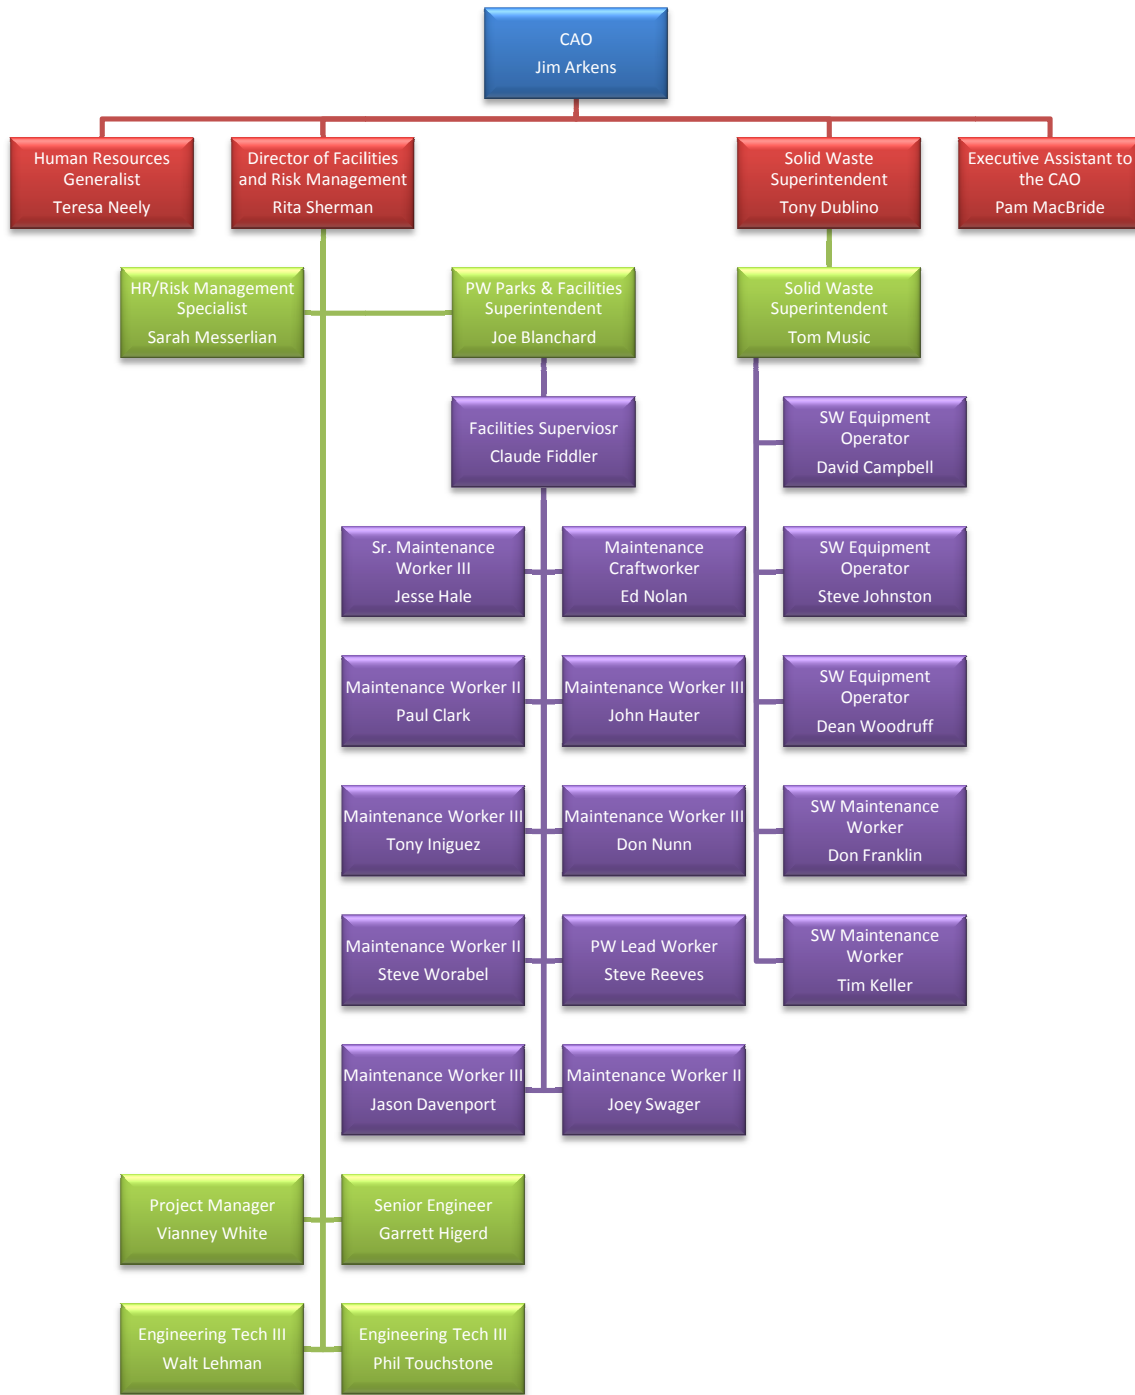 CAO
Jim Arkens
Human Resources
Generalist
Teresa Neely
Director of Facilities
and Risk Management
Rita Sherman
Solid Waste
Superintendent
Tony Dublino
Executive Assistant to
the CAO
Pam MacBride
HR/Risk Management
Specialist
Sarah Messerlian
PW Parks & Facilities
Superintendent
Joe Blanchard
Solid Waste
Superintendent
Tom Music
Facilities Superviosr
Claude Fiddler
SW Equipment
Operator
David Campbell
Sr. Maintenance
Worker III
Jesse Hale
Maintenance
Craftworker
Ed Nolan
SW Equipment
Operator
Steve Johnston
Maintenance Worker II
Paul Clark
Maintenance Worker III
John Hauter
SW Equipment
Operator
Dean Woodruff
Maintenance Worker III
Tony Iniguez
Maintenance Worker III
Don Nunn
SW Maintenance
Worker
Don Franklin
Maintenance Worker II
Steve Worabel
PW Lead Worker
Steve Reeves
SW Maintenance
Worker
Tim Keller
Maintenance Worker III
Jason Davenport
Maintenance Worker II
Joey Swager
Project Manager
Vianney White
Senior Engineer
Garrett Higerd
Engineering Tech III
Walt Lehman
Engineering Tech III
Phil Touchstone